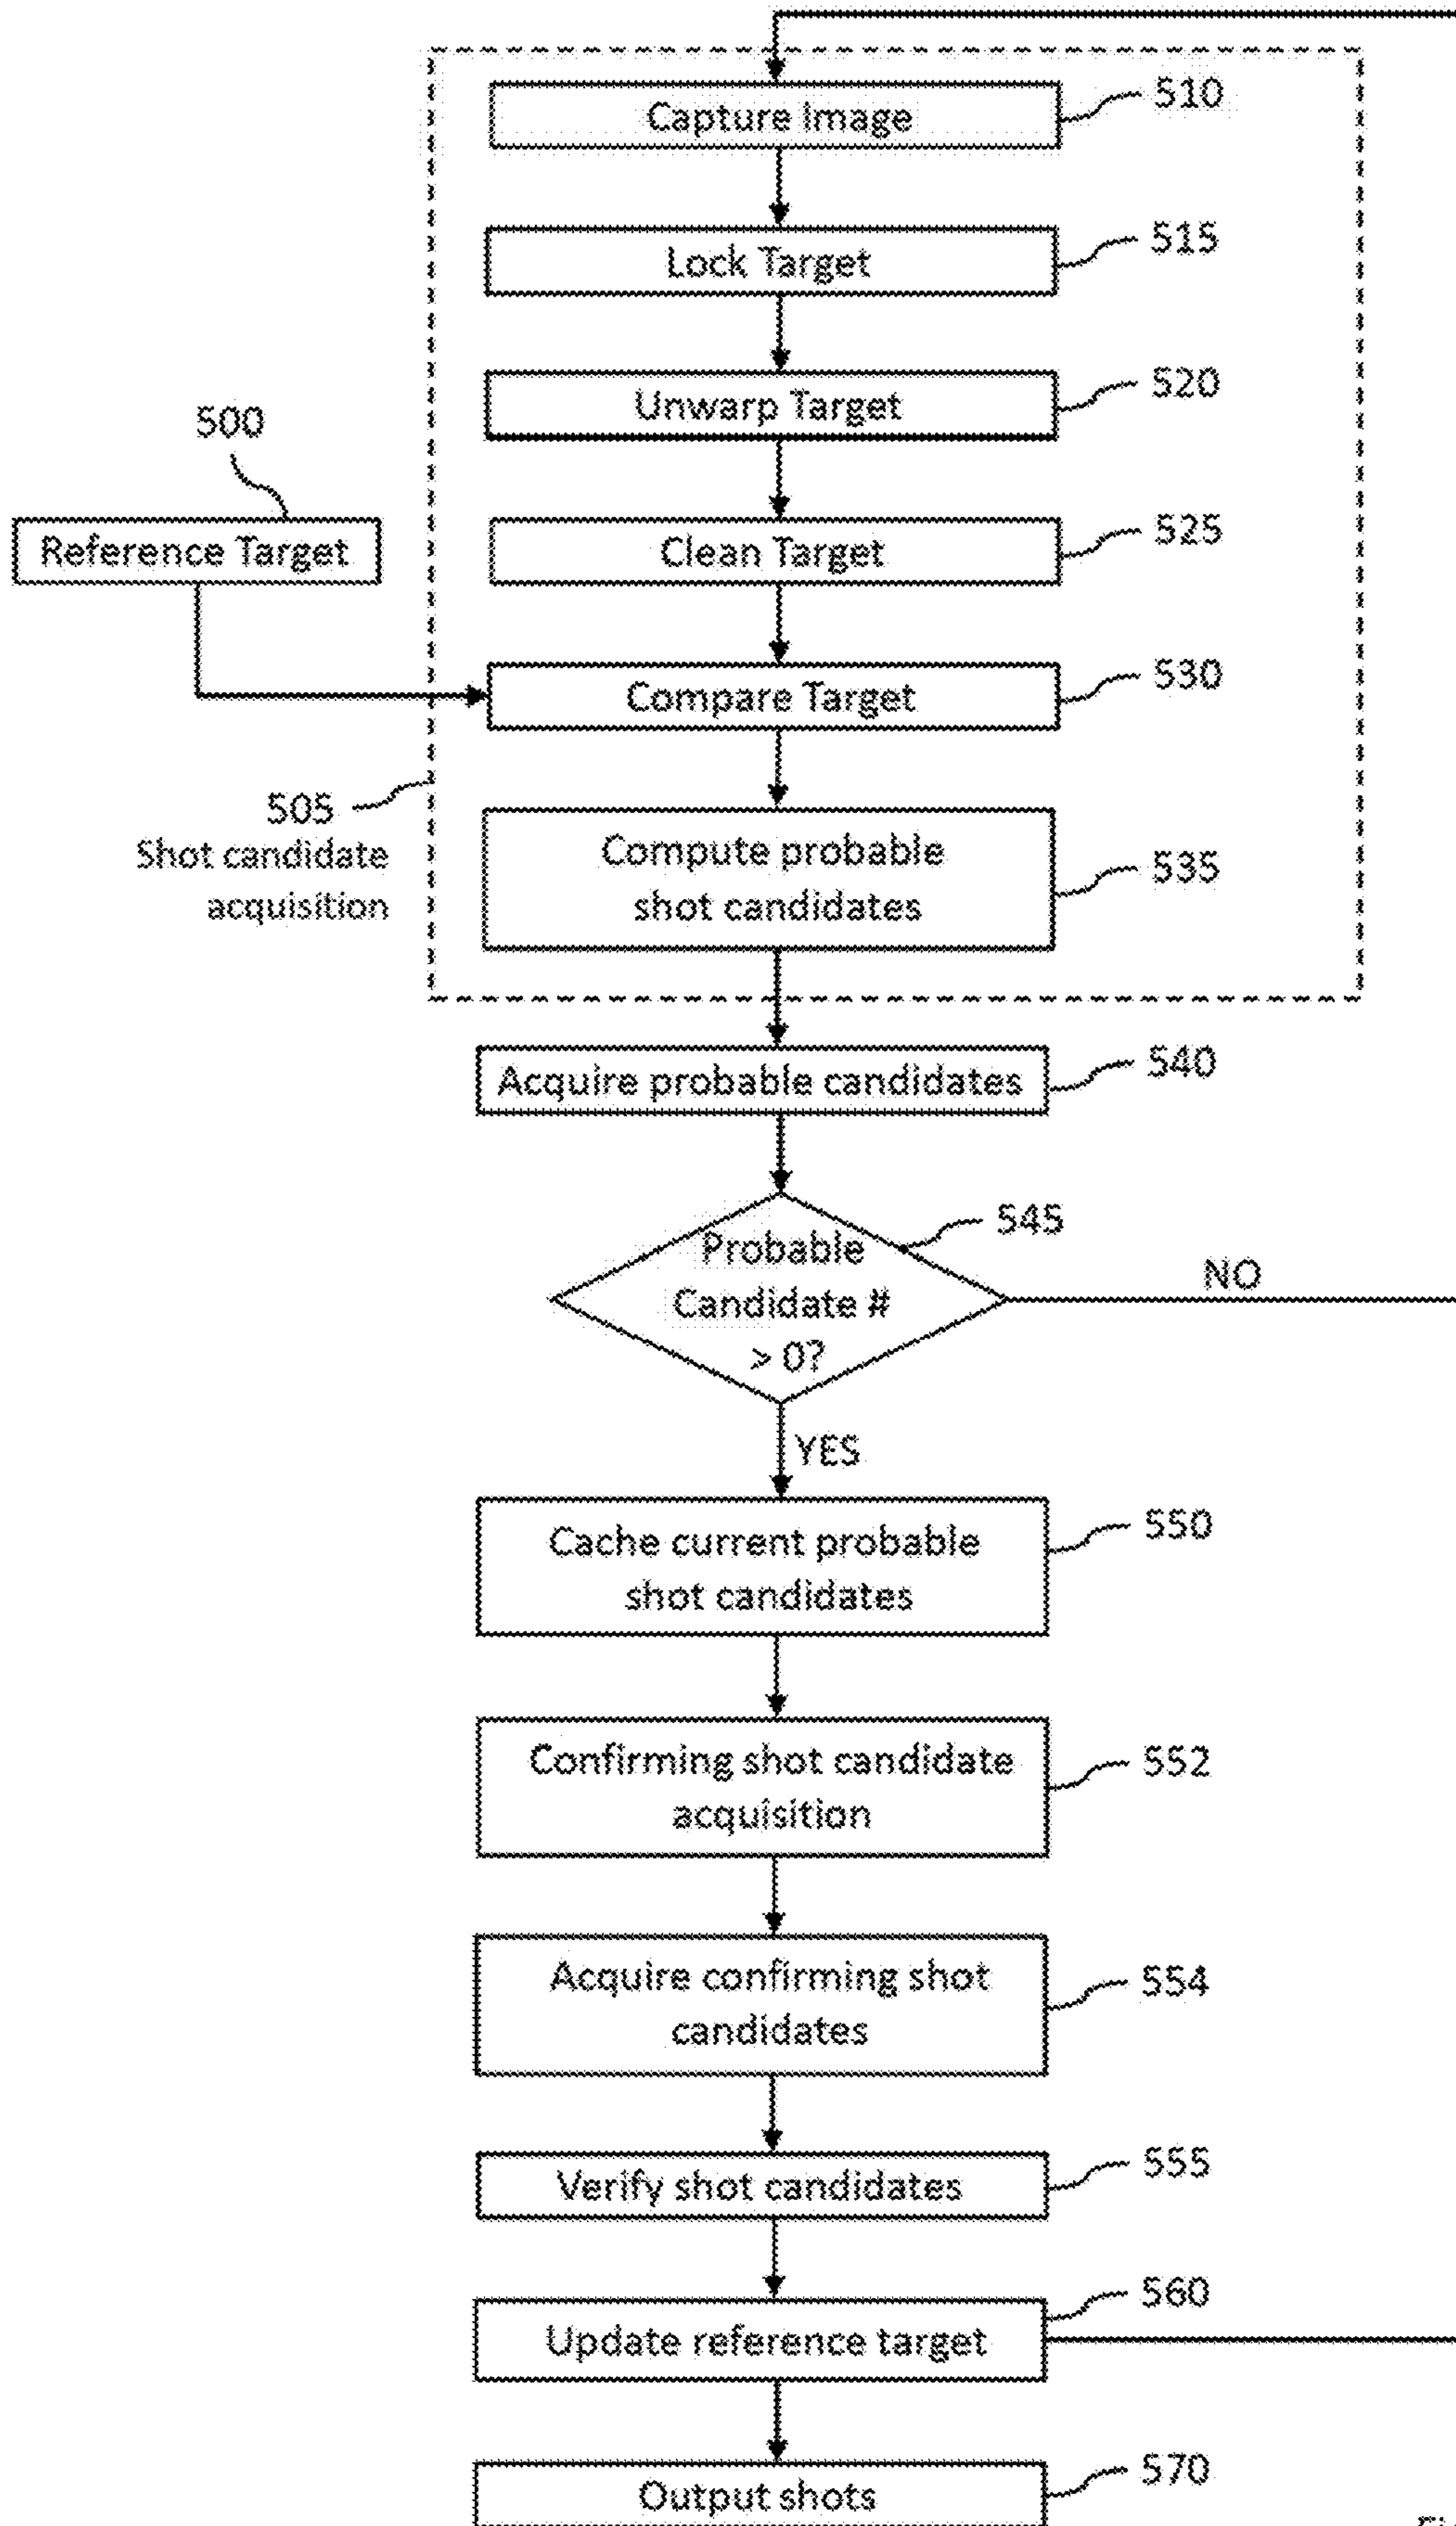 Capture Image
510
Lock Target
515
Unwarp Target
520
500
Reference Target
Clean Target
525
Compare Target
530
505
Shot candidate
acquisition
Compute probable
shot candidates
535
Acquire probable candidates
540
Probable
Candidate #
> 0?
545
NO
YES
Cache current probable
shot candidates
550
Confirming shot candidate
acquisition
552
Acquire confirming shot
candidates
554
Verify shot candidates
555
Update reference target
560
Output shots
570